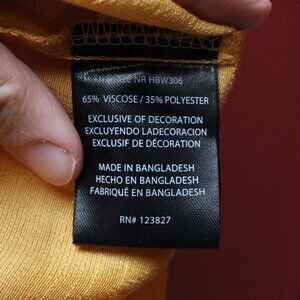 NR HBW306
65% VISCOSE / 35% POLYESTER
EXCLUSIVE OF DECORATION
EXCLUYENDO LADECORACION
EXCLUSIF DE DÉCORATION
MADE IN BANGLADESH
HECHO EN BANGLADESH
FABRIQUÉ EN BANGLADESH
RN# 123827